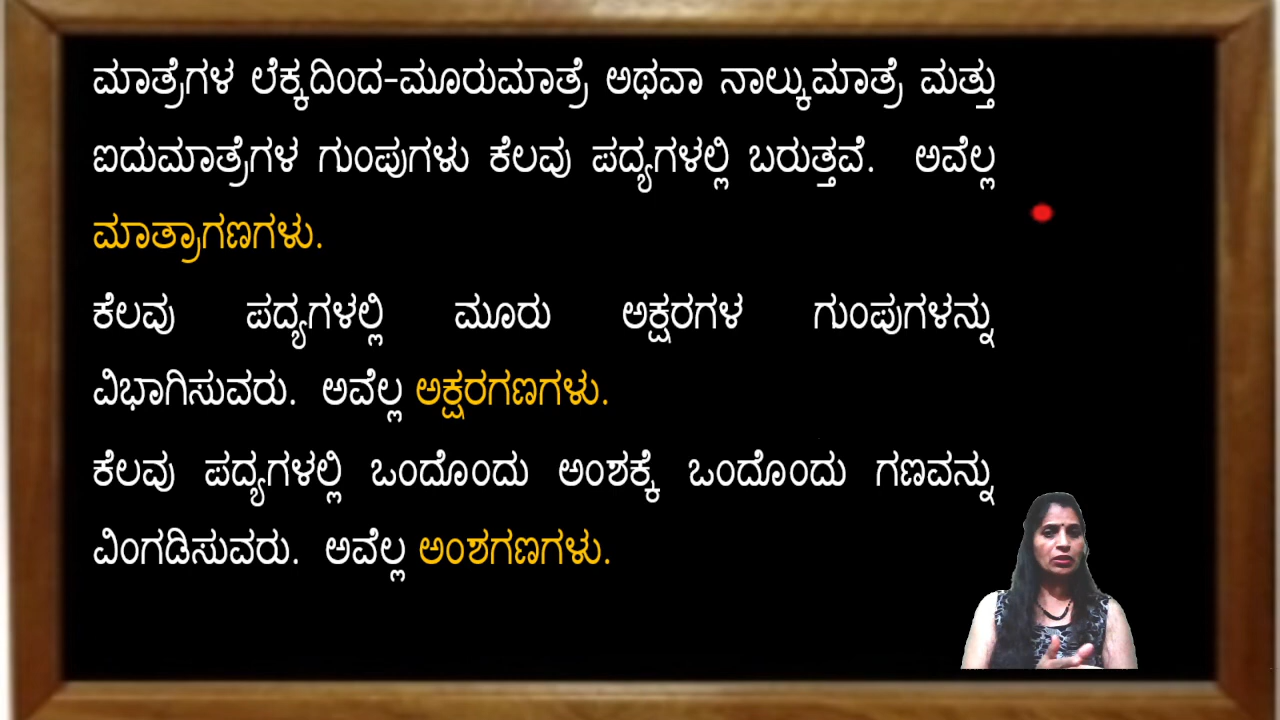 ಮಾತ್ರೆಗಳ ಲೆಕ್ಕದಿಂದ-ಮೂರುಮಾತ್ರೆ ಅಥವಾ ನಾಲ್ಕುಮಾತ್ರೆ ಮತ್ತು
ಐದುಮಾತ್ರೆಗಳ ಗುಂಪುಗಳು ಕೆಲವು ಪದ್ಯಗಳಲ್ಲಿ ಬರುತ್ತವೆ. ಅವೆಲ್ಲ
ಮಾತ್ರಾಗಣಗಳು.
ಕೆಲವು ಪದ್ಯಗಳಲ್ಲಿ ಮೂರು ಅಕ್ಷರಗಳ ಗುಂಪುಗಳನ್ನು
ವಿಭಾಗಿಸುವರು. ಅವೆಲ್ಲ ಅಕ್ಷರಗಣಗಳು.
ಕೆಲವು ಪದ್ಯಗಳಲ್ಲಿ ಒಂದೊಂದು ಅಂಶಕ್ಕೆ ಒಂದೊಂದು ಗಣವನ್ನು
ವಿಂಗಡಿಸುವರು. ಅವೆಲ್ಲ ಅಂಶಗಣಗಳು.